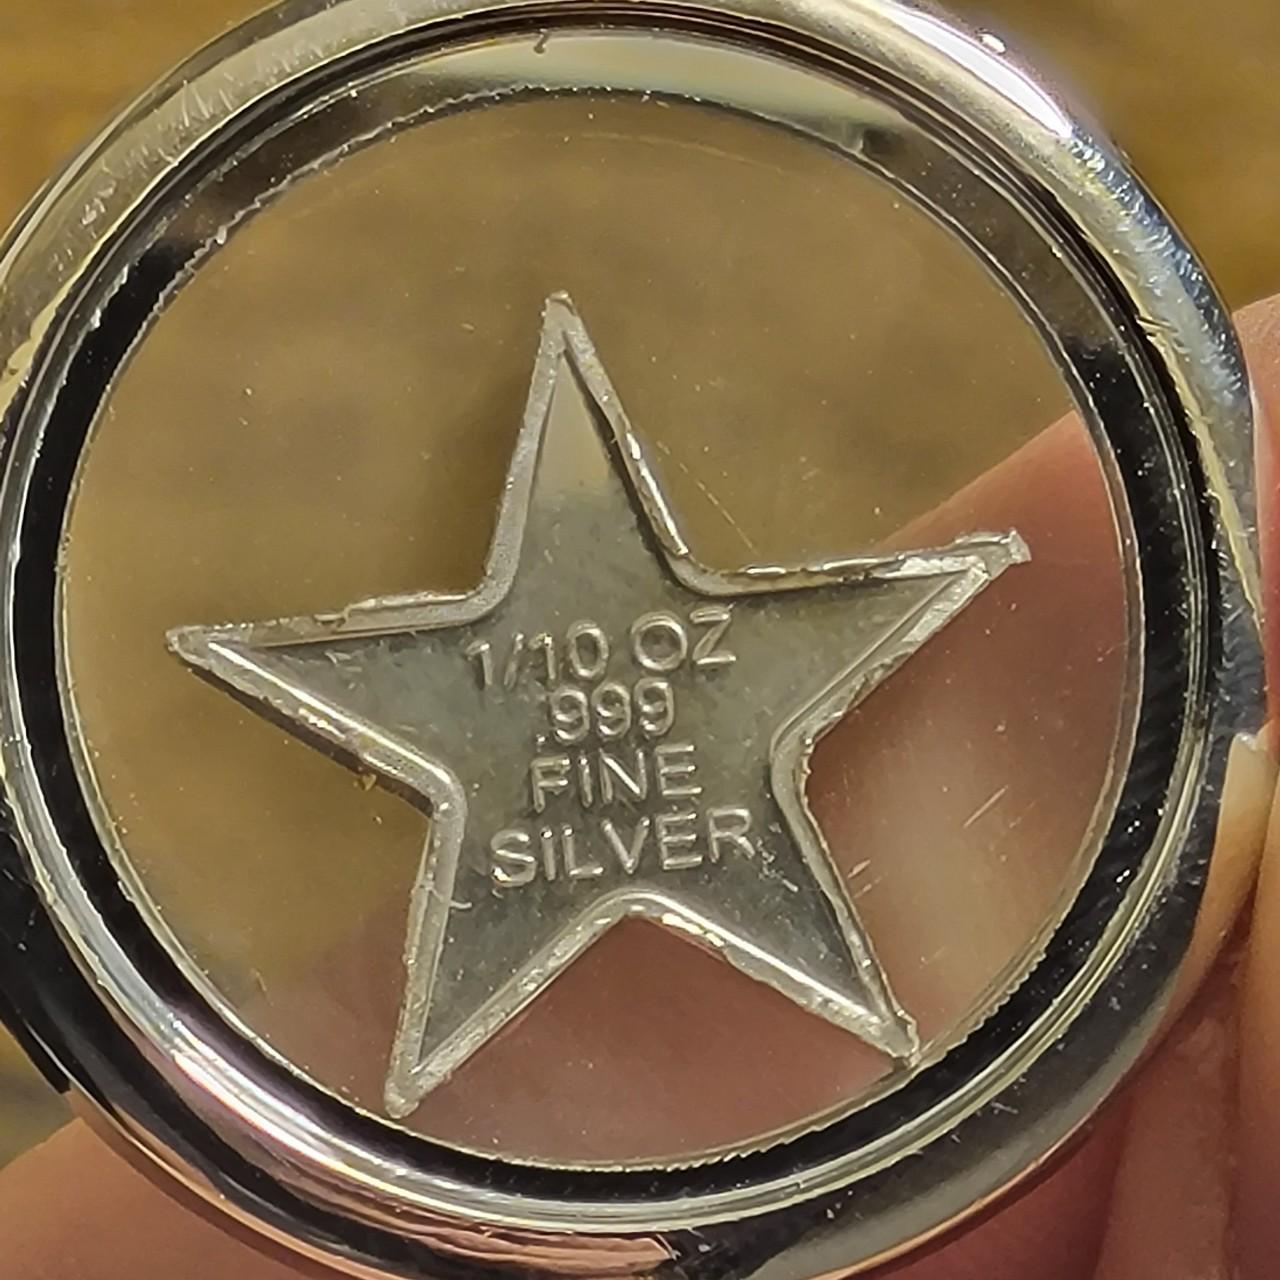 1/10 OZ
.999
FINE
SILVER